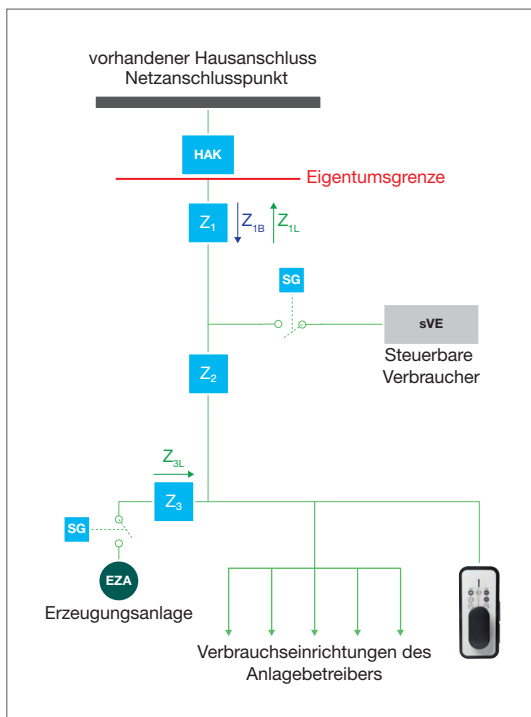 vorhandener Hausanschluss
Netzanschlusspunkt
HAK
Eigentumsgrenze
Z1
Z1B
Z1L
SG
sVE
Steuerbare
Verbraucher
Z2
Z3L
Z3
SG
EZA
Erzeugungsanlage
Verbrauchseinrichtungen des
Anlagebetreibers